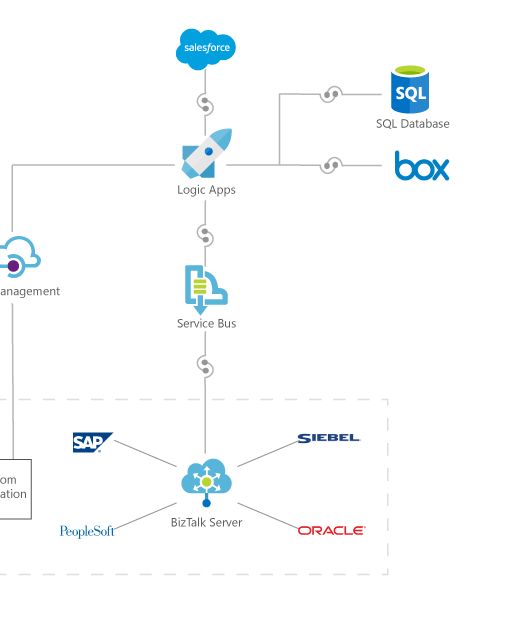 salesforce
SQL
SQL Database
box
Logic Apps
anagement
Service Bus
SAP
SIEBEL
om
ation
PeopleSoft
BizTalk Server
ORACLE